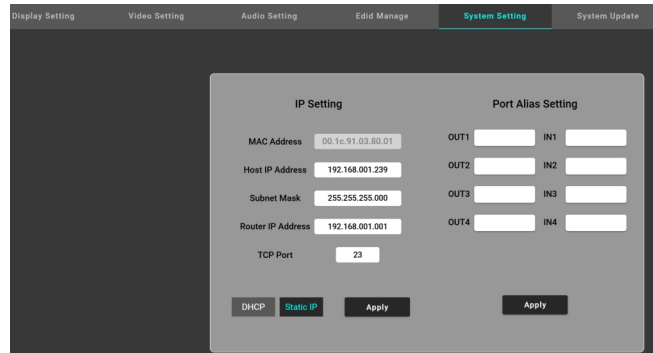 Display Setting Video Setting Audio Setting Edid Manage System Setting System Update
IP Setting
MAC Address 00.1c.91.03.80.01
Host IP Address 192.168.001.239
Subnet Mask 255.255.255.000
Router IP Address 192.168.001.001
TCP Port 23
DHCP Static IP Apply
Port Alias Setting
OUT1 IN1
OUT2 IN2
OUT3 IN3
OUT4 IN4
Apply